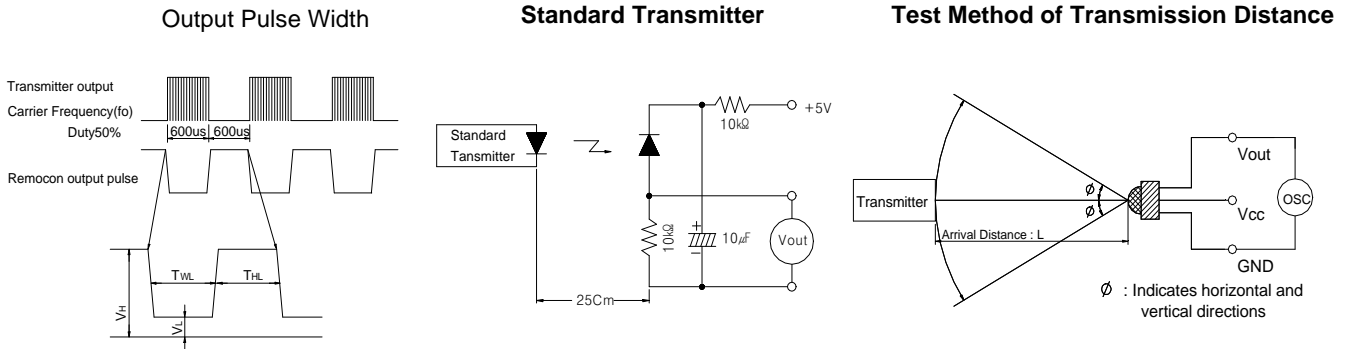 Output Pulse Width
Transmitter output
Carrier Frequency(fo)
Duty50%
600us 600us
Remocon output pulse
TWL THL
VH
VL
Standard Transmitter
Standard
Tansmitter
+5V
10kΩ
10kΩ
+
10㎌
Vout
25Cm
Test Method of Transmission Distance
Transmitter
Arrival Distance : L
ϕ
ϕ
Vout
Vcc
GND
OSC
ϕ : Indicates horizontal and
vertical directions